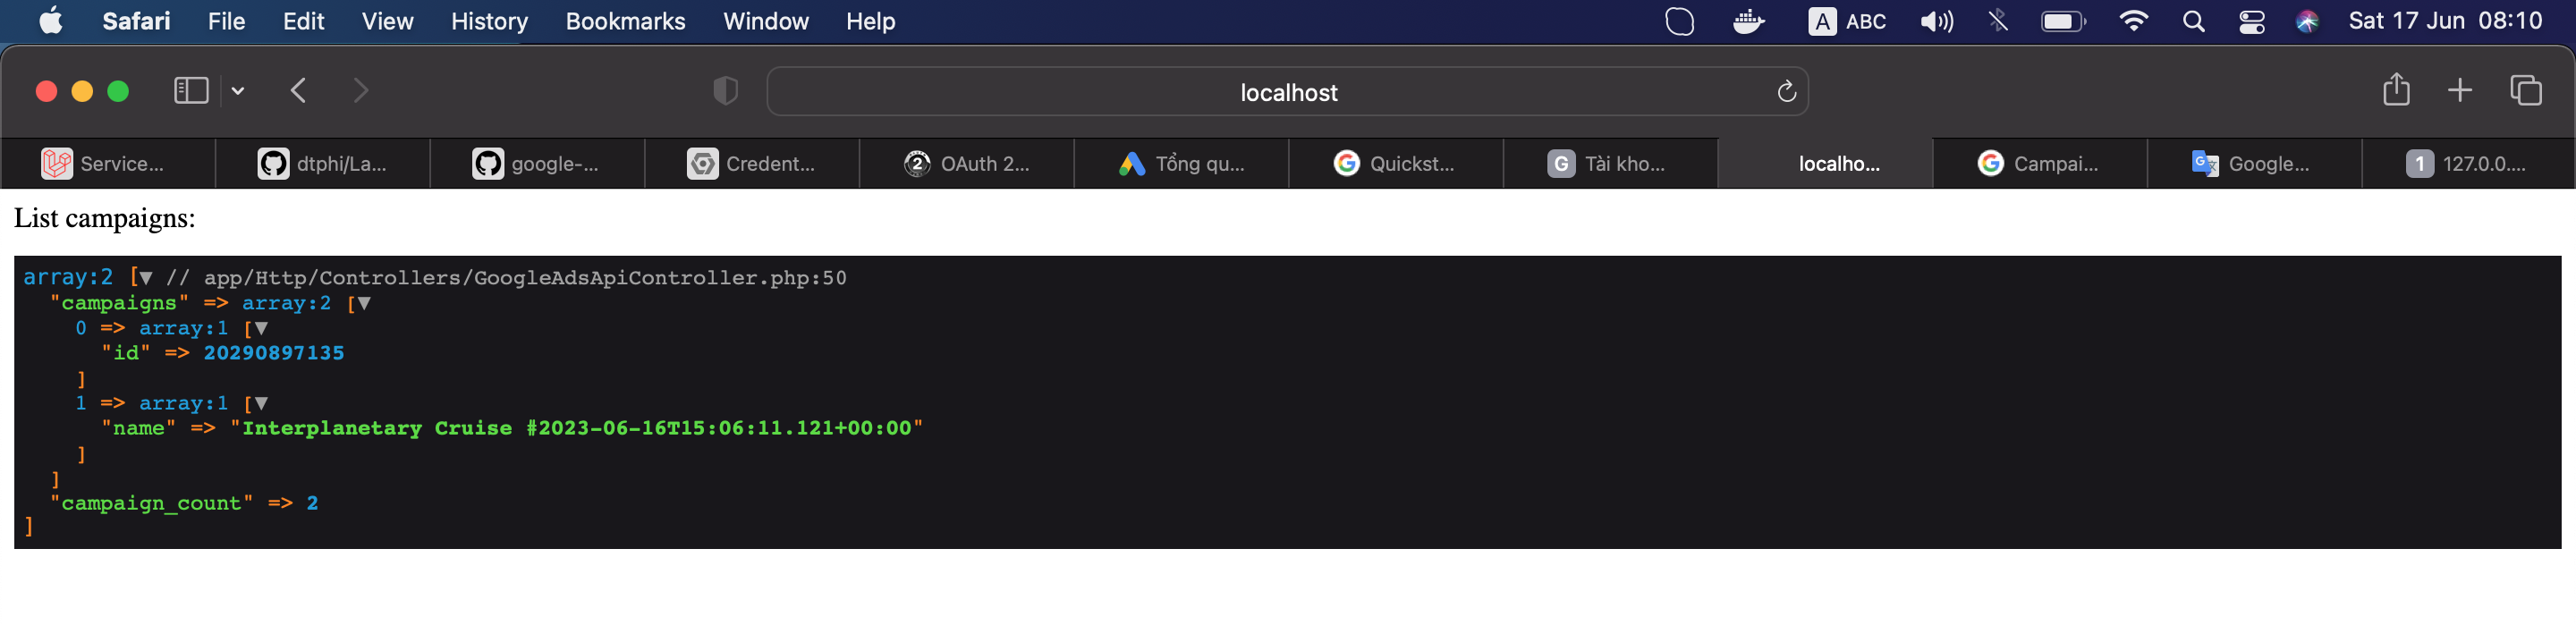 Safari File Edit View History Bookmarks Window Help A ABC Sat 17 Jun 08:10
localhost
Service... dtphi/La... google-... Credent... 2 OAuth 2... Tổng qu... G Quickst... G Tài kho... localho... G Campai... G Google... 1 127.0.0....
List campaigns:
array:2 [▼ // app/Http/Controllers/GoogleAdsApiController.php:50
"campaigns" => array:2 [▼
0 => array:1 [▼
"id" => 20290897135
]
1 => array:1 [▼
"name" => "Interplanetary Cruise #2023-06-16T15:06:11.121+00:00"
]
]
"campaign_count" => 2
]